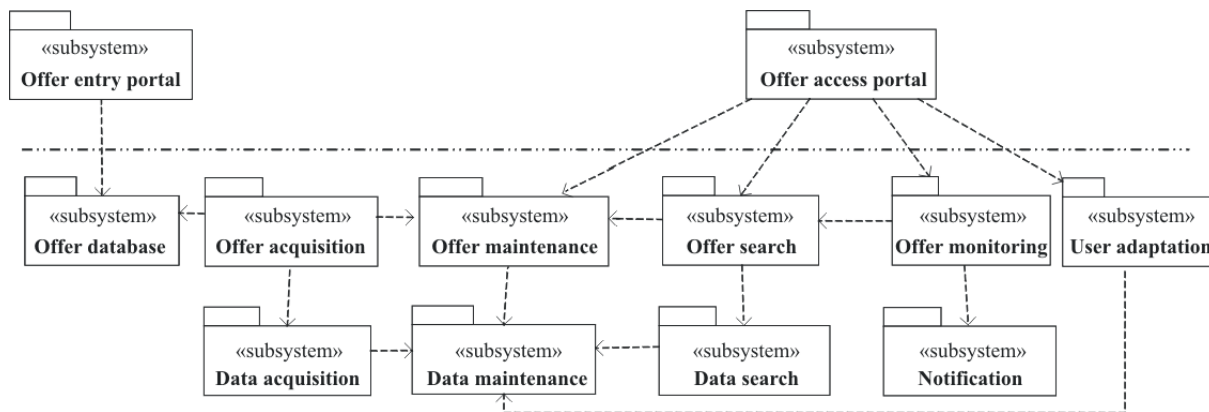 «subsystem»
Offer entry portal
«subsystem»
Offer access portal
«subsystem»
Offer database
«subsystem»
Offer acquisition
«subsystem»
Offer maintenance
«subsystem»
Offer search
«subsystem»
Offer monitoring
«subsystem»
User adaptation
«subsystem»
Data acquisition
«subsystem»
Data maintenance
«subsystem»
Data search
«subsystem»
Notification